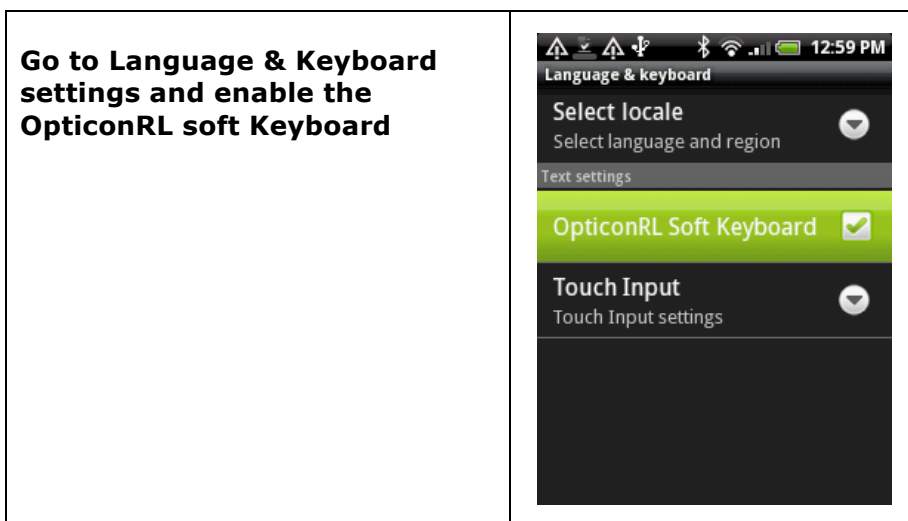 Go to Language & Keyboard
settings and enable the
OpticonRL soft Keyboard
12:59 PM
Language & keyboard
Select locale
Select language and region
Text settings
OpticonRL Soft Keyboard
Touch Input
Touch Input settings